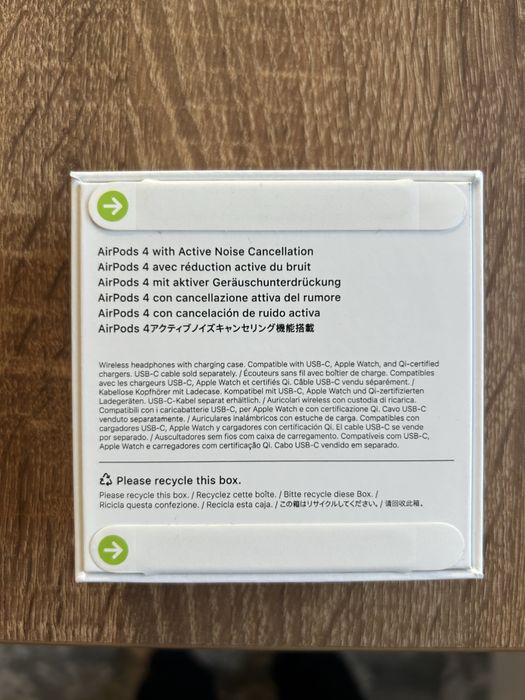 AirPods 4 with Active Noise Cancellation
AirPods 4 avec réduction active du bruit
AirPods 4 mit aktiver Geräuschunterdrückung
AirPods 4 con cancellazione attiva del rumore
AirPods 4 con cancelación de ruido activa
AirPods 4アクティブノイズキャンセリング機能搭載
Wireless headphones with charging case. Compatible with USB-C, Apple Watch, and Qi-certified
chargers. USB-C cable sold separately. / Écouteurs sans fil avec boîtier de charge. Compatibles
avec les chargeurs USB-C, Apple Watch et certifiés Qi. Câble USB-C vendu séparément. /
Kabellose Kopfhörer mit Ladecase. Kompatibel mit USB-C, Apple Watch und Qi-zertifizierten
Ladegeräten. USB-C-Kabel separat erhältlich. / Auricolari wireless con custodia di ricarica.
Compatibili con i caricabatterie USB-C, per Apple Watch e con certificazione Qi. Cavo USB-C
venduto separatamente. / Auriculares inalámbricos con estuche de carga. Compatibles con
cargadores USB-C, Apple Watch y cargadores con certificación Qi. El cable USB-C se vende
por separado. / Auscultadores sem fios com caixa de carregamento. Compatíveis com USB-C,
Apple Watch e carregadores com certificação Qi. Cabo USB-C vendido em separado.
Please recycle this box.
Please recycle this box. / Recyclez cette boîte. / Bitte recycle diese Box. /
Ricicla questa confezione. / Recicla esta caja. / この箱はリサイクルしてください。/ 请回收此箱。